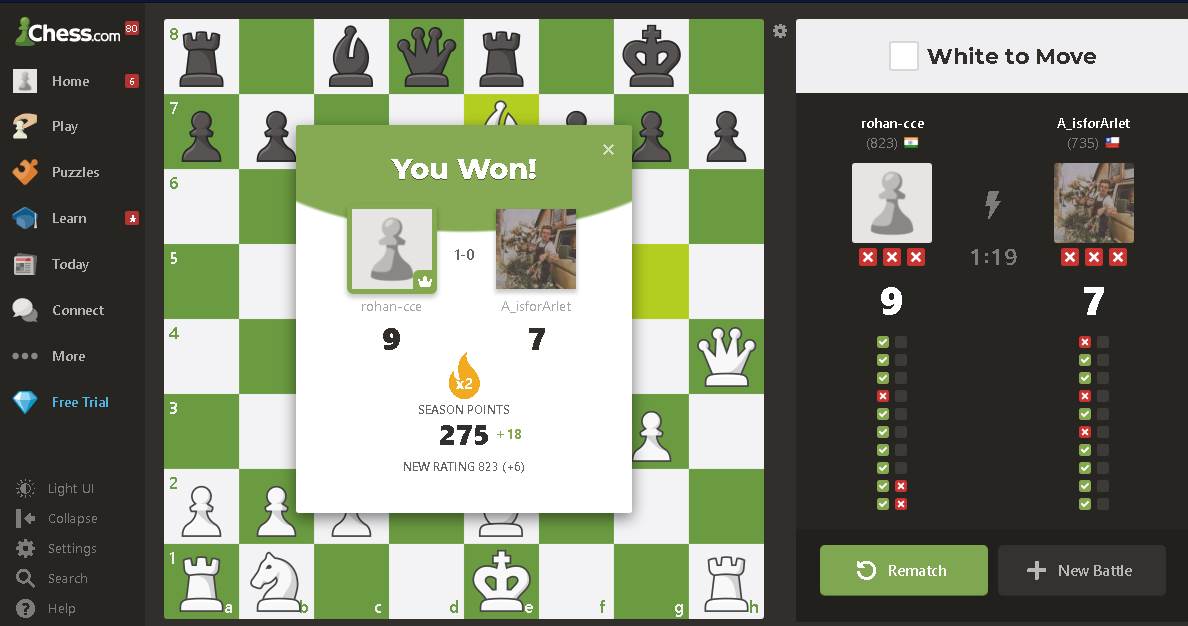 Chess.com 80
Home 6
Play
Puzzles
Learn
Today
Connect
More
Free Trial
Light UI
Collapse
Settings
Search
Help
8
7
6
5
4
3
2
1
a b c d e f g h
You Won!
1-0
rohan-cce A_isforArlet
9 7
x2
SEASON POINTS
275 +18
NEW RATING 823 (+6)
White to Move
rohan-cce A_isforArlet
(823) (735)
1:19
9 7
Rematch New Battle